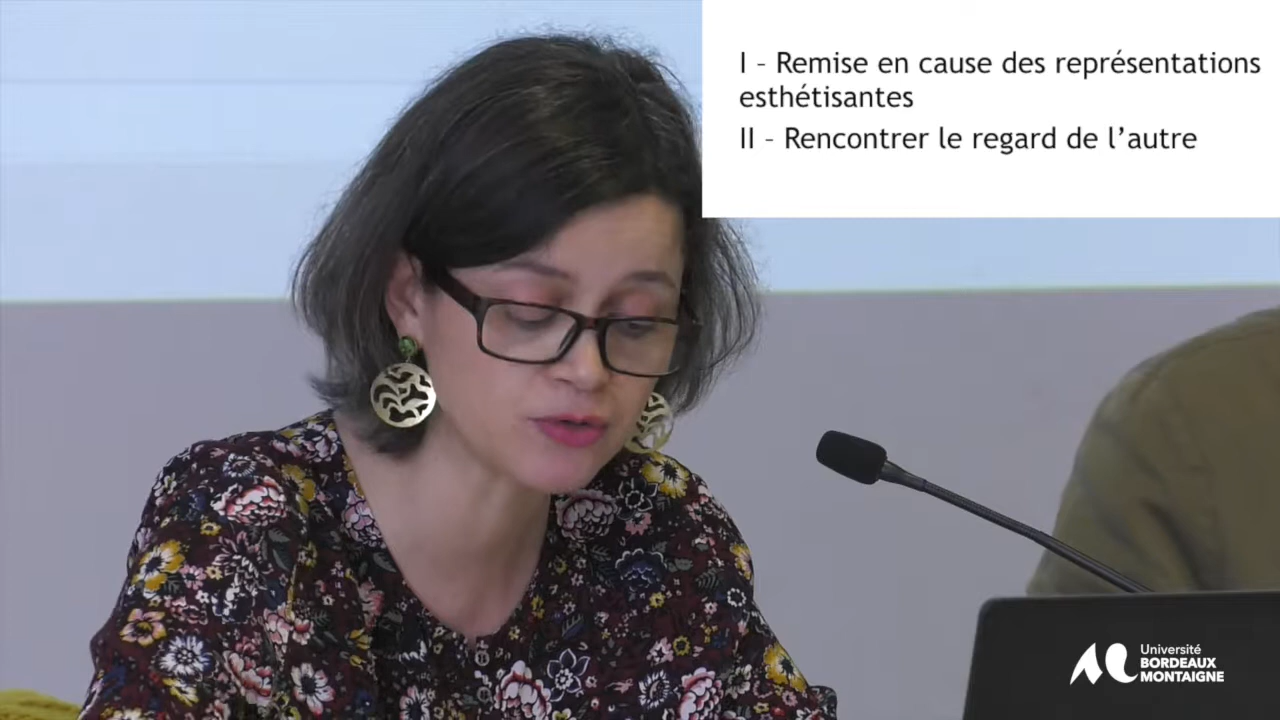 I – Remise en cause des représentations
esthétisantes
II – Rencontrer le regard de l’autre
Université
BORDEAUX
MONTAIGNE